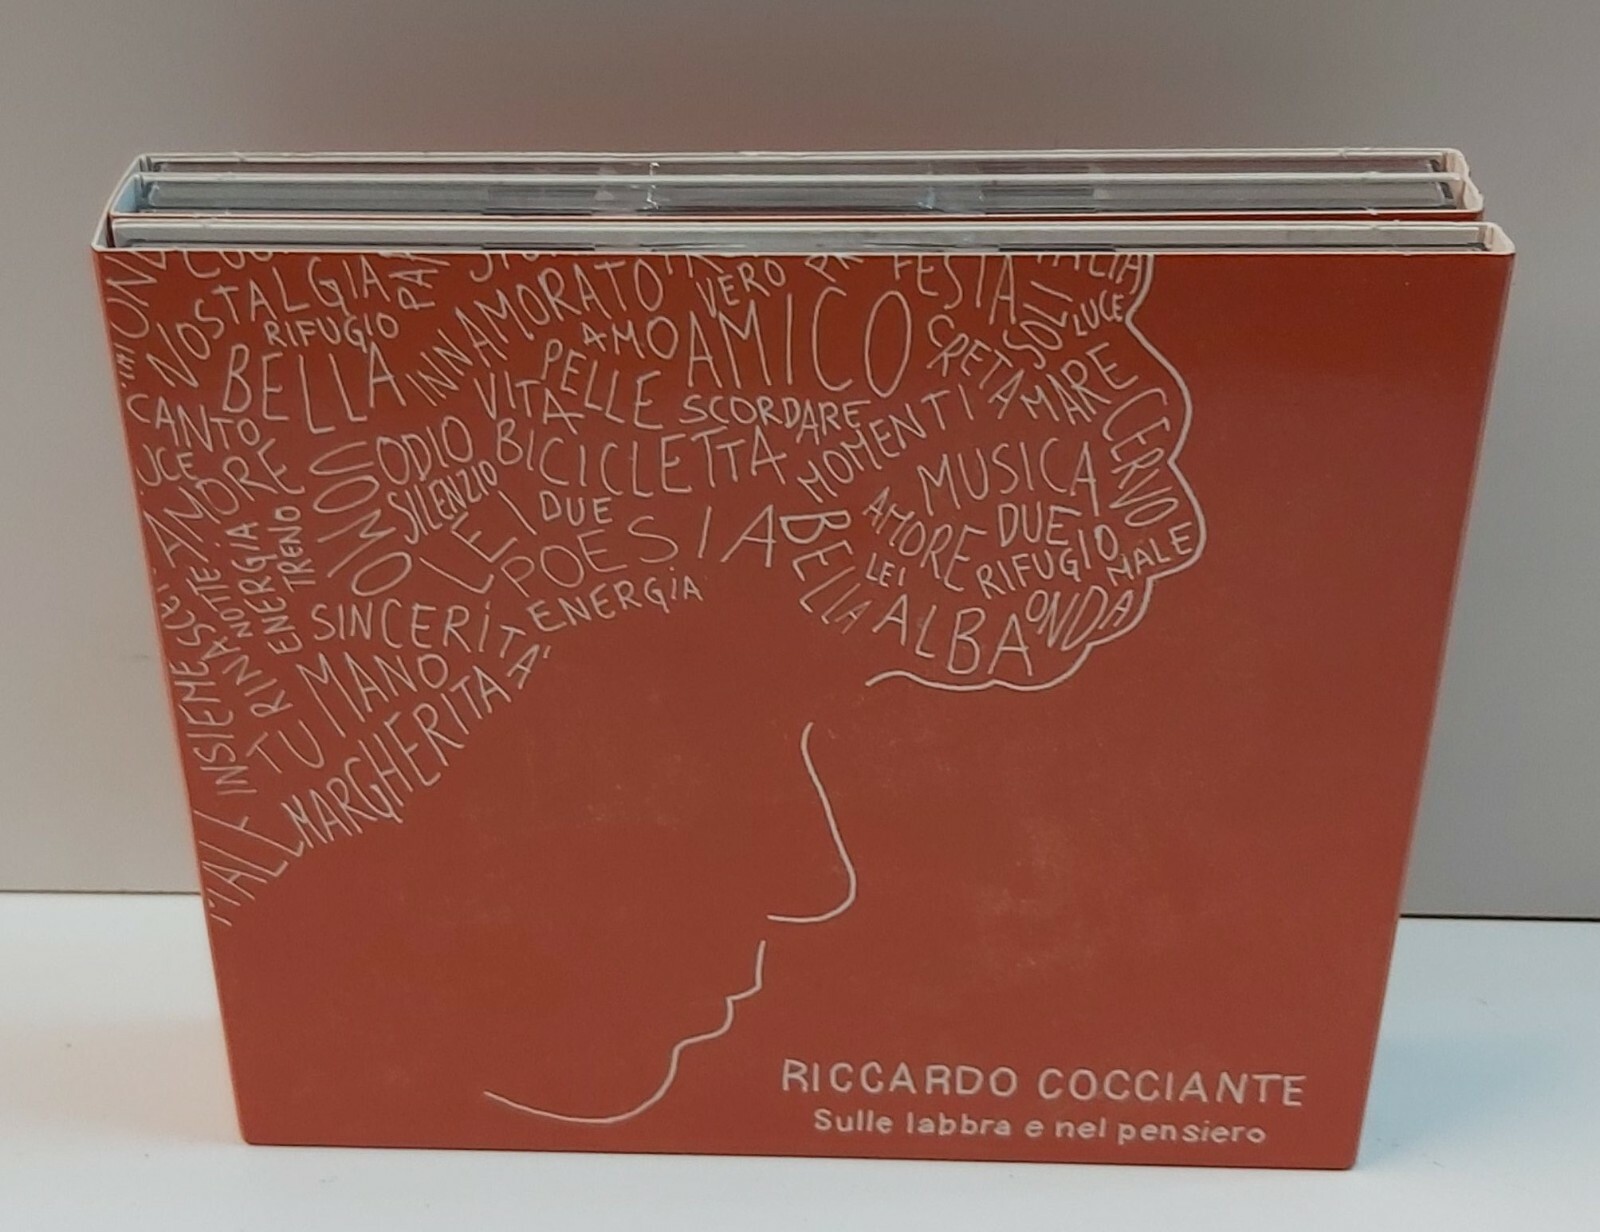 NOSTALGIA
RIFUGIO
BELLA
INNAMORATO
VERO
FESTA
LUCE
SOLI
AMO
AMICO
CRETA
MARE
PELLE
VITA
SCORDARE
CANTO
ODIO
BICICLETTA
MOMENTI
CERVO
UOMO
SILENZIO
MUSICA
AMORE
LEI
DUE
POESIA
BELLA
AMORE
DUE
LEI
RIFUGIO
MALE
TRENO
ENERGIA
NOTTE
SINCERITÀ
ENERGIA
ALBA
ONDA
INSIEME
RINA
TU
MANO
MARGHERITA
RICCARDO COCCIANTE
Sulle labbra e nel pensiero